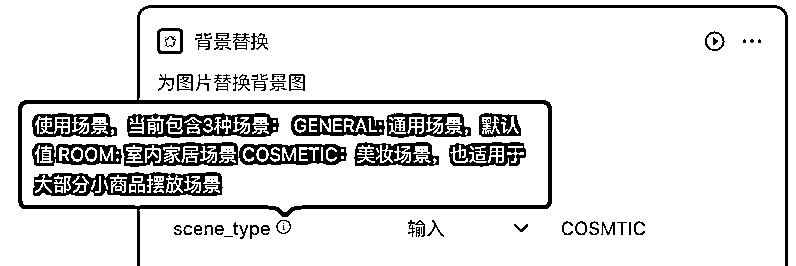 背景替换
为图片替换背景图
使用场景，当前包含3种场景： GENERAL: 通用场景，默认
值 ROOM: 室内家居场景 COSMETIC： 美妆场景，也适用于
大部分小商品摆放场景
scene_type 输入 COSMTIC